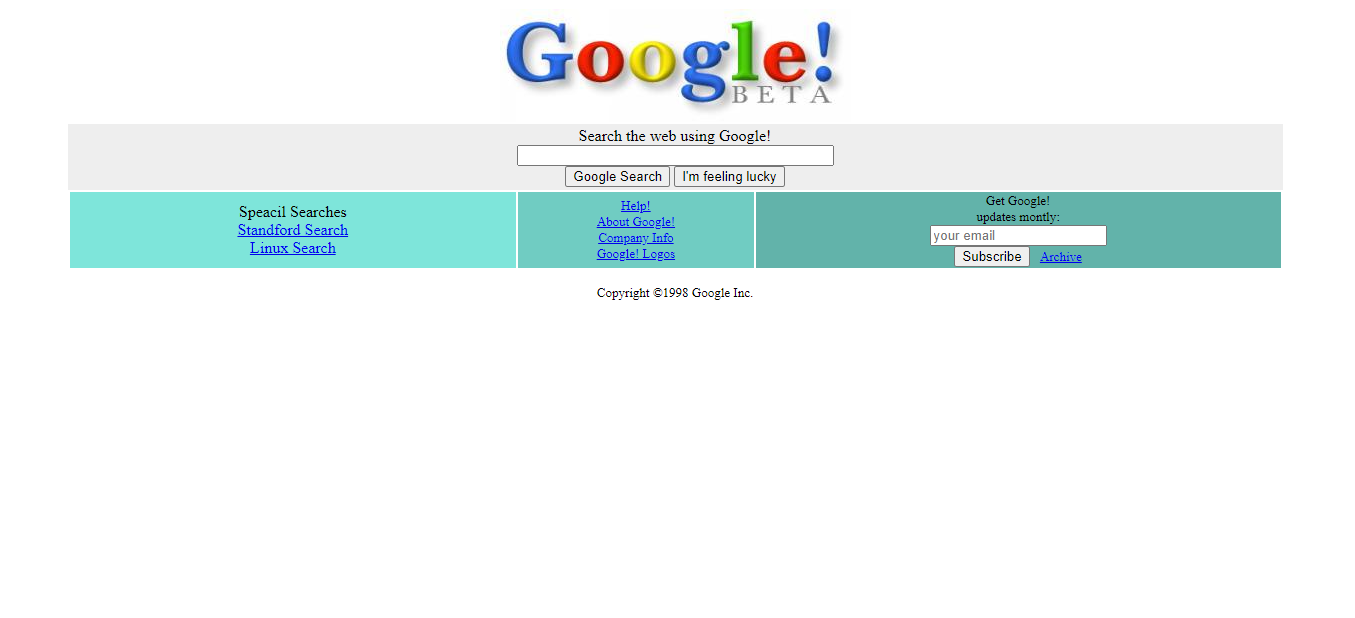 Google!
BETA
Search the web using Google!
Google Search I'm feeling lucky
Speacil Searches
Standford Search
Linux Search
Help!
About Google!
Company Info
Google! Logos
Get Google!
updates montly:
your email
Subscribe Archive
Copyright ©1998 Google Inc.